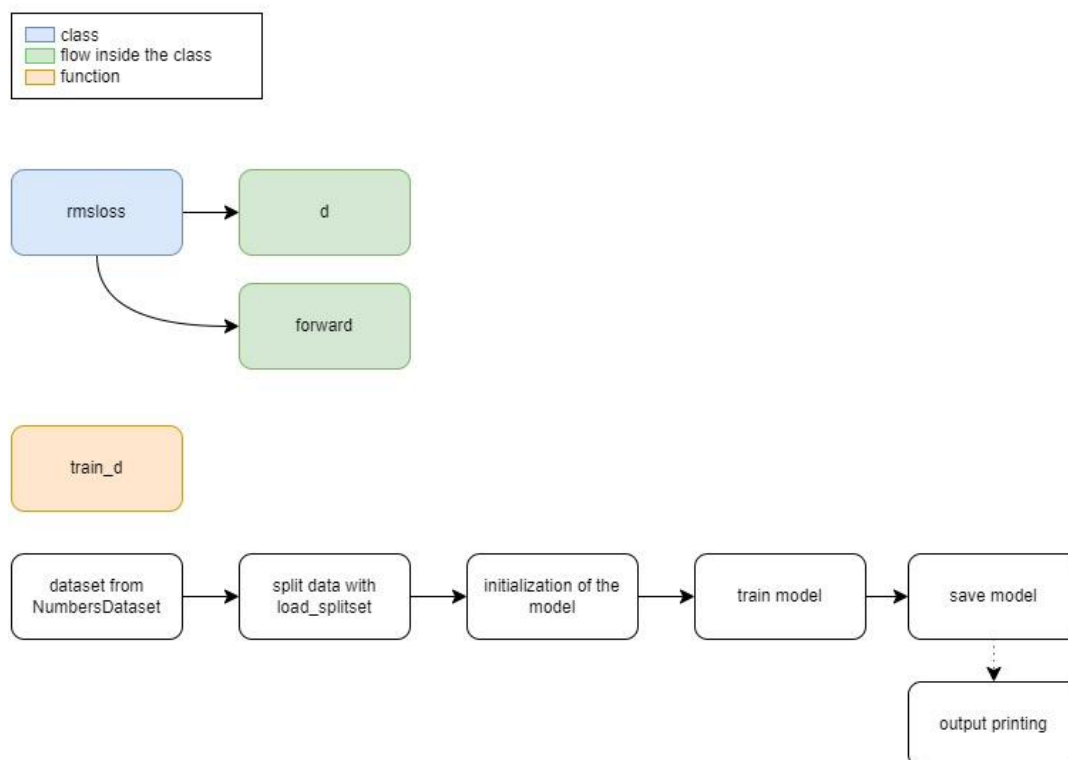 class
flow inside the class
function
rmsloss
d
forward
train_d
dataset from
NumbersDataset
split data with
load_splitset
initialization of the
model
train model
save model
output printing